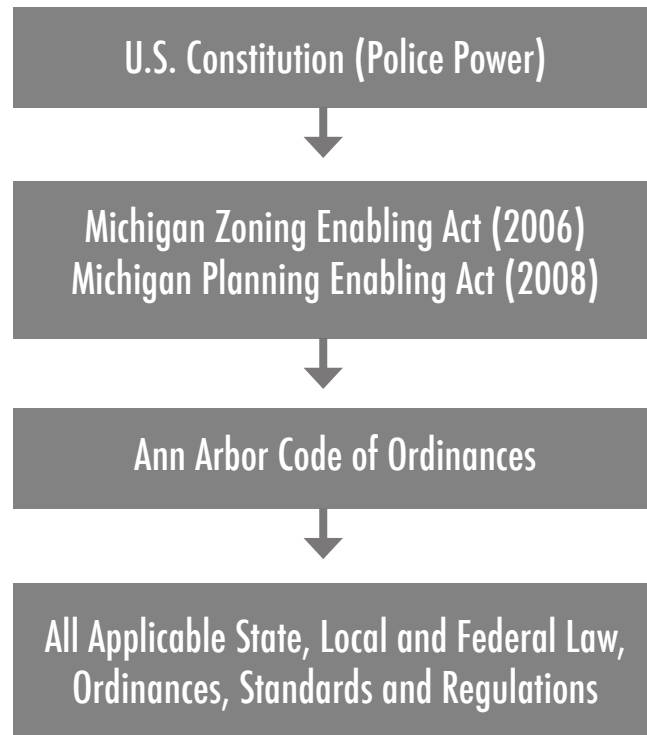 U.S. Constitution (Police Power)
Michigan Zoning Enabling Act (2006)
Michigan Planning Enabling Act (2008)
Ann Arbor Code of Ordinances
All Applicable State, Local and Federal Law,
Ordinances, Standards and Regulations